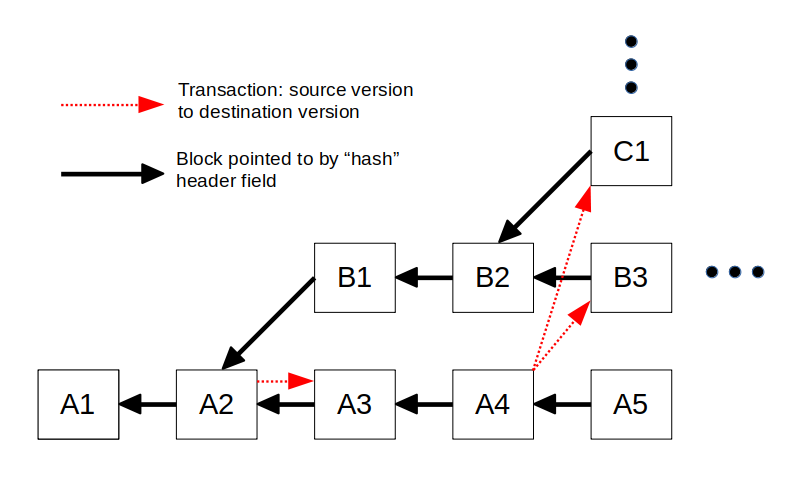 Transaction: source version
to destination version
Block pointed to by “hash”
header field
C1
B1
B2
B3
A1
A2
A3
A4
A5